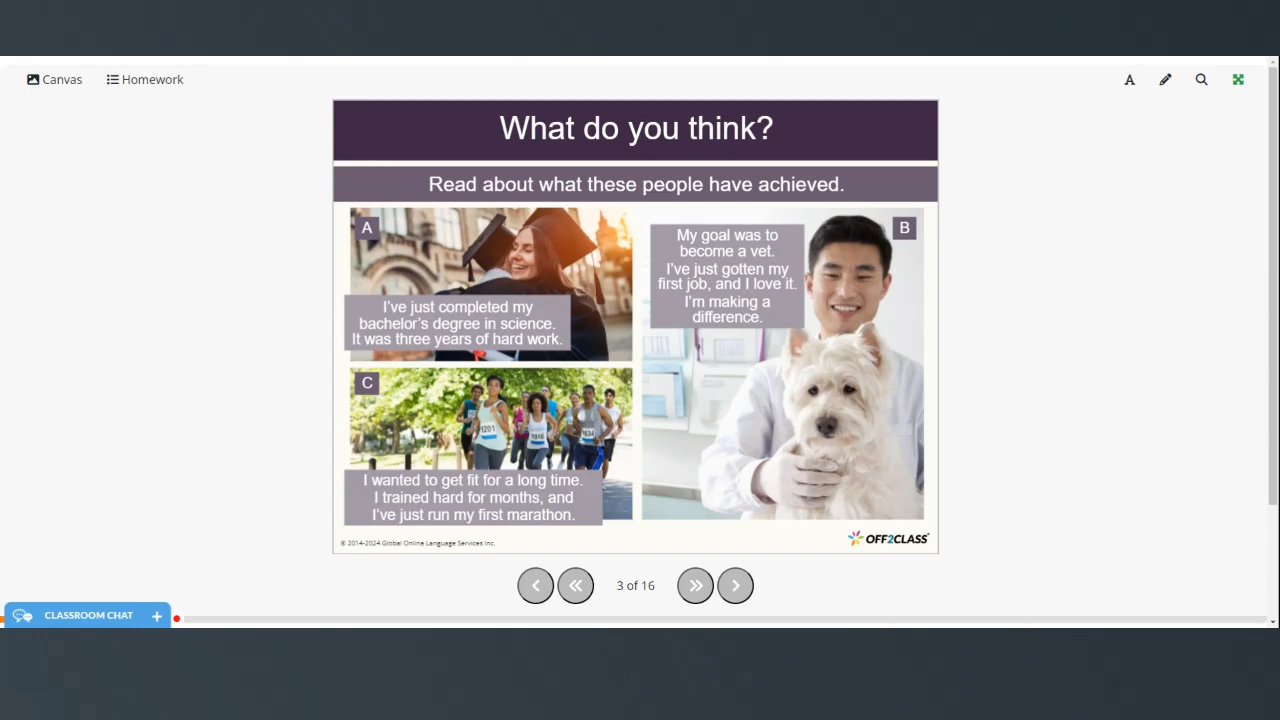 Canvas
Homework
A
What do you think?
Read about what these people have achieved.
A
I've just completed my
bachelor's degree in science.
It was three years of hard work.
B
My goal was to
become a vet.
I've just gotten my
first job, and I love it.
I'm making a
difference.
C
1201
1816
1634
I wanted to get fit for a long time.
I trained hard for months, and
I've just run my first marathon.
© 2014-2024 Global Online Language Services Inc.
OFF2CLASS
3 of 16
CLASSROOM CHAT +